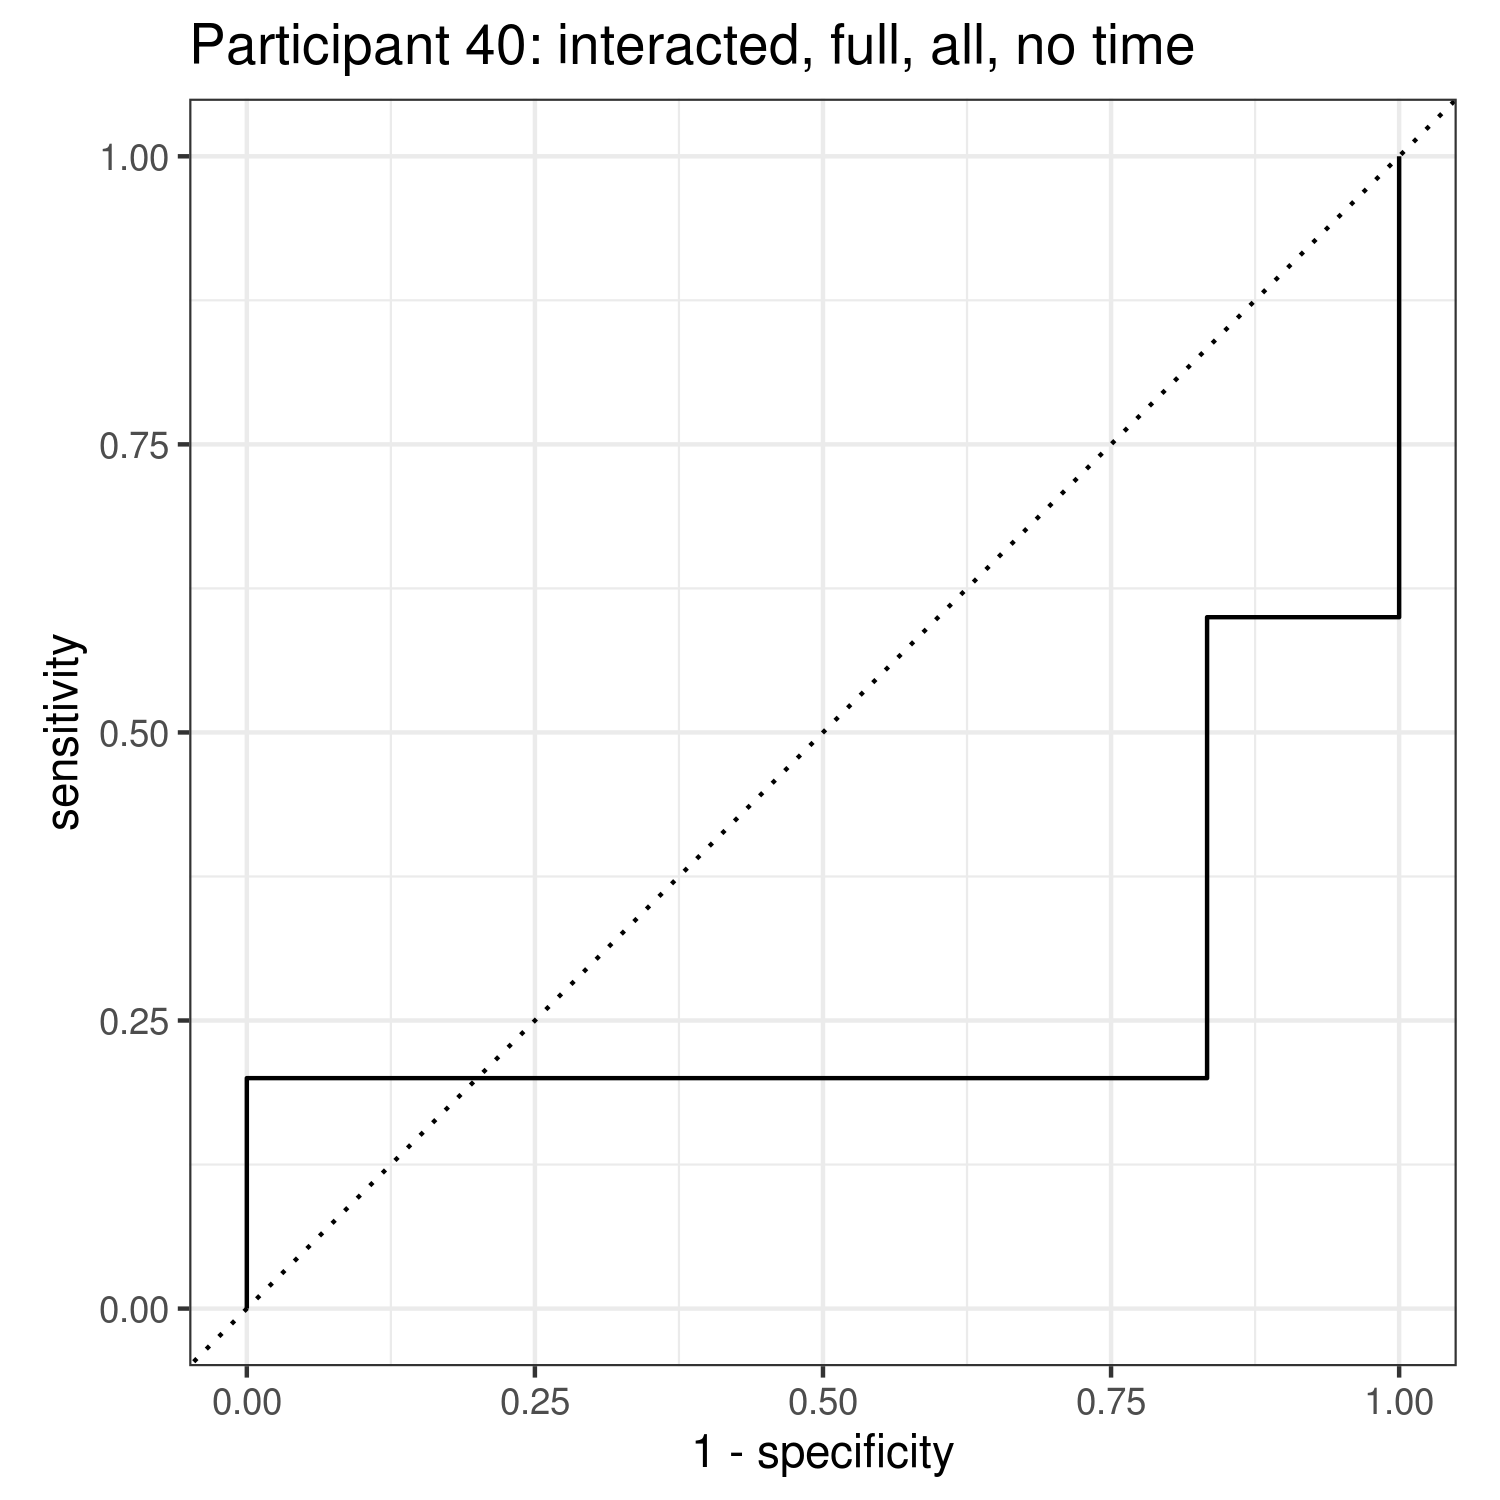 Participant 40: interacted, full, all, no time
1.00
0.75
0.50
0.25
0.00
sensitivity
0.00 0.25 0.50 0.75 1.00
1 - specificity